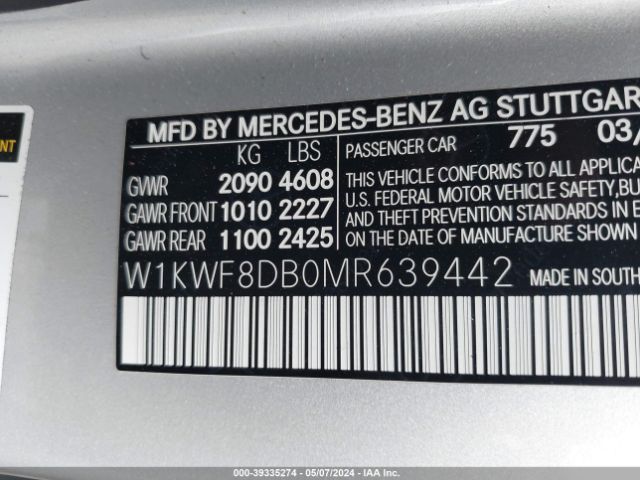 MFD BY MERCEDES-BENZ AG STUTTGAR
KG LBS
PASSENGER CAR 775 03/
GVWR 2090 4608
GAWR FRONT 1010 2227
GAWR REAR 1100 2425
THIS VEHICLE CONFORMS TO ALL APPLICA
U.S. FEDERAL MOTOR VEHICLE SAFETY, BU
AND THEFT PREVENTION STANDARDS IN E
ON THE DATE OF MANUFACTURE SHOWN
W1KWF8DB0MR639442
MADE IN SOUTH
NT
© COPART - 39335274 - 05/07/2024 - IAA Inc.